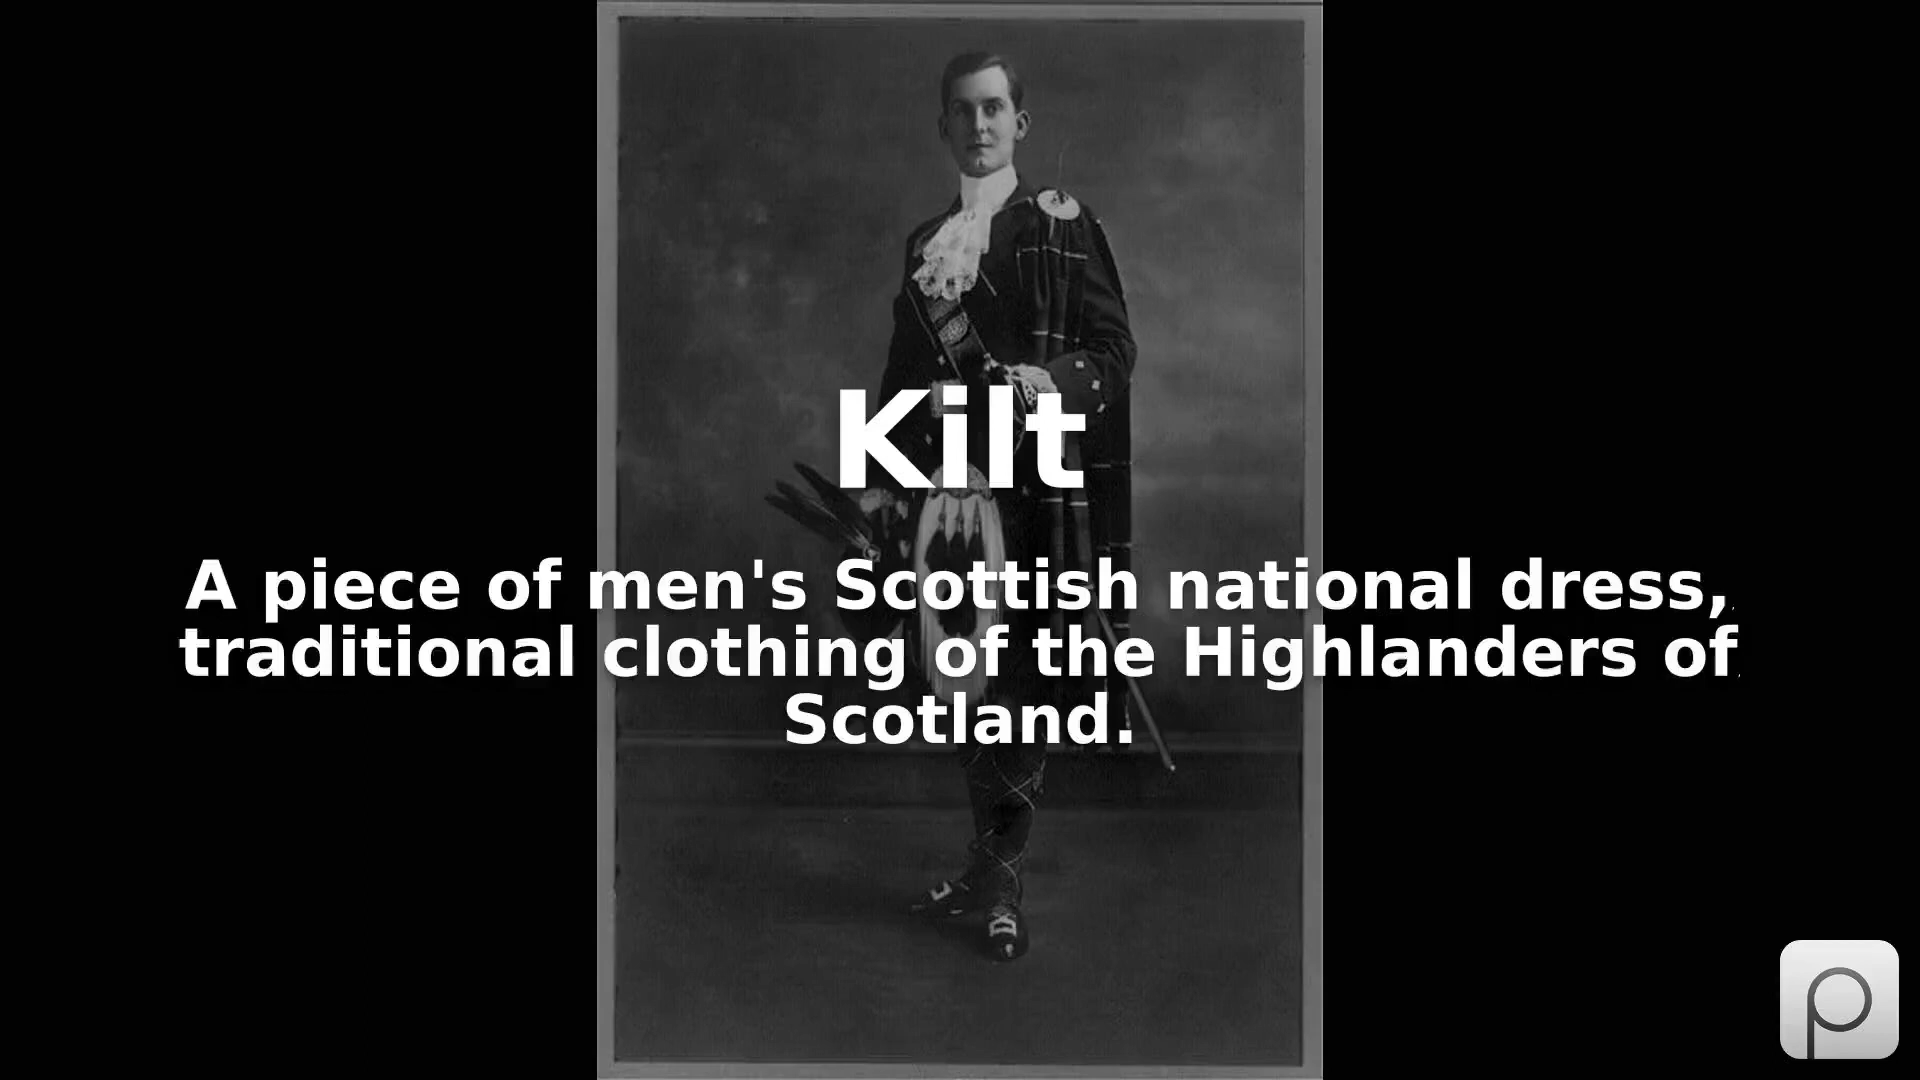 Kilt
A piece of men's Scottish national dress,
traditional clothing of the Highlanders of
Scotland.